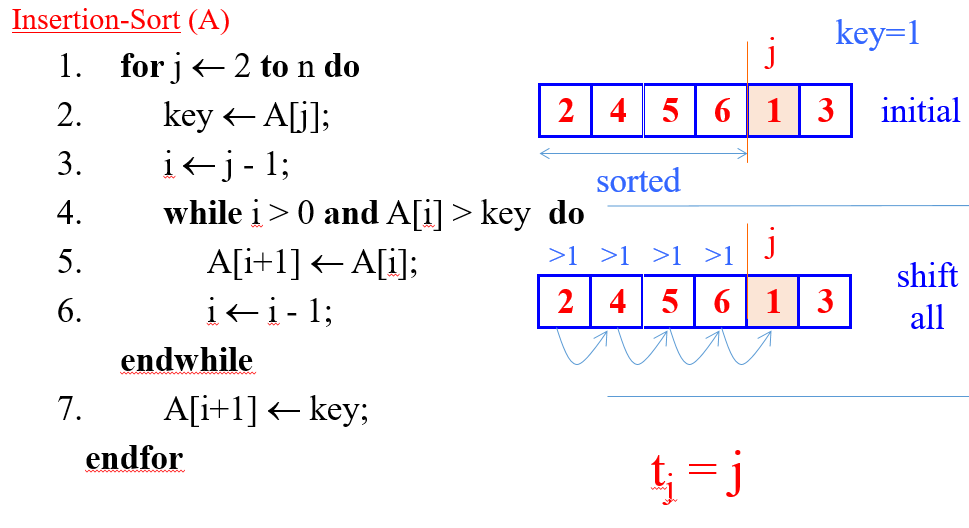 Insertion-Sort (A)
1. for j ← 2 to n do
2. key ← A[j];
3. i ← j - 1;
4. while i > 0 and A[i] > key do
5. A[i+1] ← A[i];
6. i ← i - 1;
endwhile
7. A[i+1] ← key;
endfor
key=1
j
2 4 5 6 1 3 initial
sorted
j
>1 >1 >1 >1
2 4 5 6 1 3
shift
all
tj = j